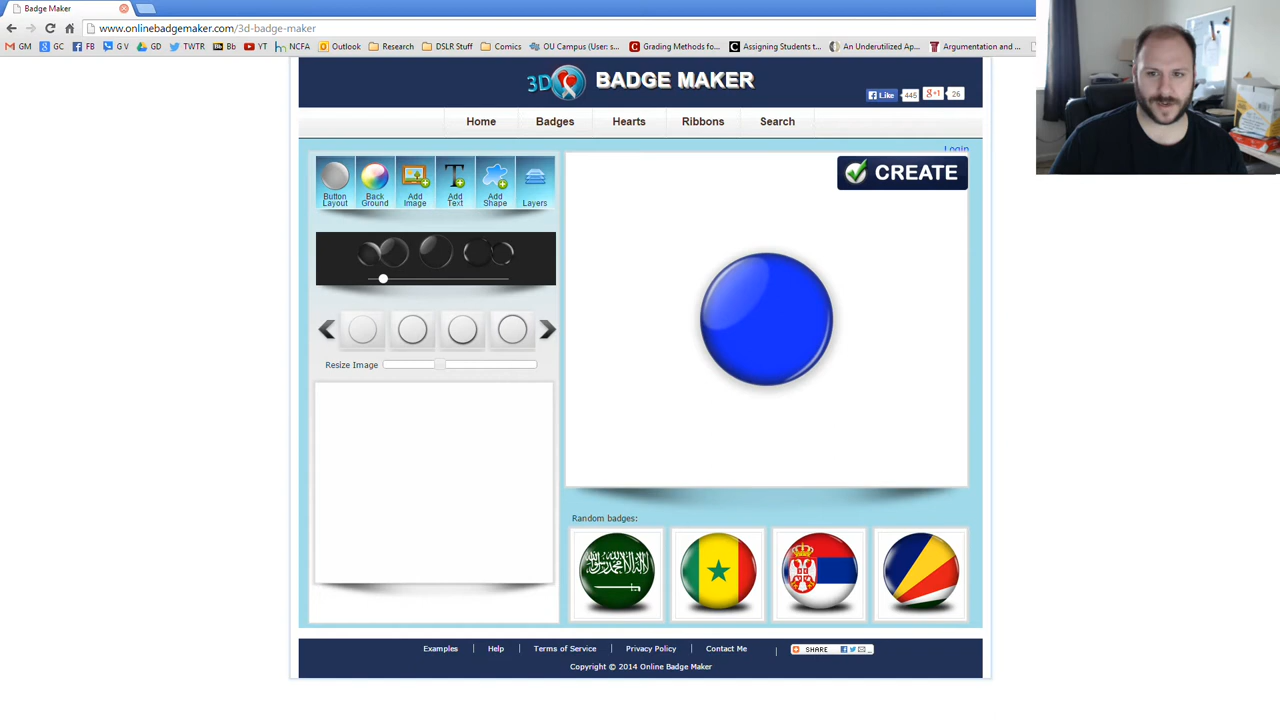 Badge Maker
www.onlinebadgemaker.com/3d-badge-maker
GM GC FB G V GD TWTR Bb YT NCFA Outlook Research DSLR Stuff Comics OU Campus (User: s... Grading Methods fo... Assigning Students t... An Underutilized Ap... Argumentation and ...
3D BADGE MAKER
Like 445 g+1 26
Home Badges Hearts Ribbons Search
Login
Button Layout
Back Ground
Add Image
Add Text
Add Shape
Layers
CREATE
Resize Image
Random badges:
Examples | Help | Terms of Service | Privacy Policy | Contact Me | SHARE
Copyright © 2014 Online Badge Maker